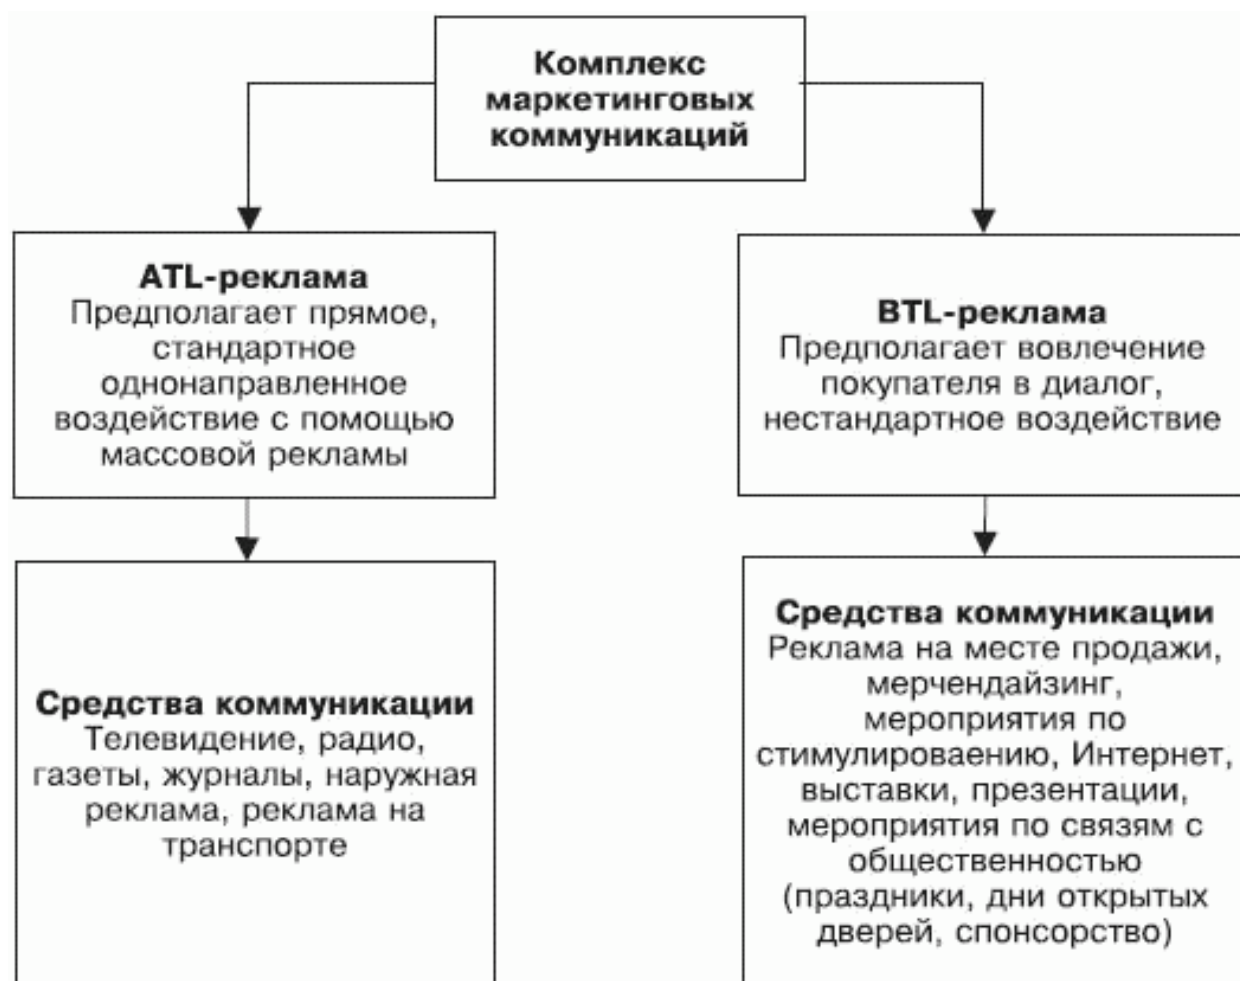 Комплекс
маркетинговых
коммуникаций
ATL-реклама
Предполагает прямое,
стандартное
однонаправленное
воздействие с помощью
массовой рекламы
BTL-реклама
Предполагает вовлечение
покупателя в диалог,
нестандартное воздействие
Средства коммуникации
Телевидение, радио,
газеты, журналы, наружная
реклама, реклама на
транспорте
Средства коммуникации
Реклама на месте продажи,
мерчендайзинг,
мероприятия по
стимулироваению, Интернет,
выставки, презентации,
мероприятия по связям с
общественностью
(праздники, дни открытых
дверей, спонсорство)